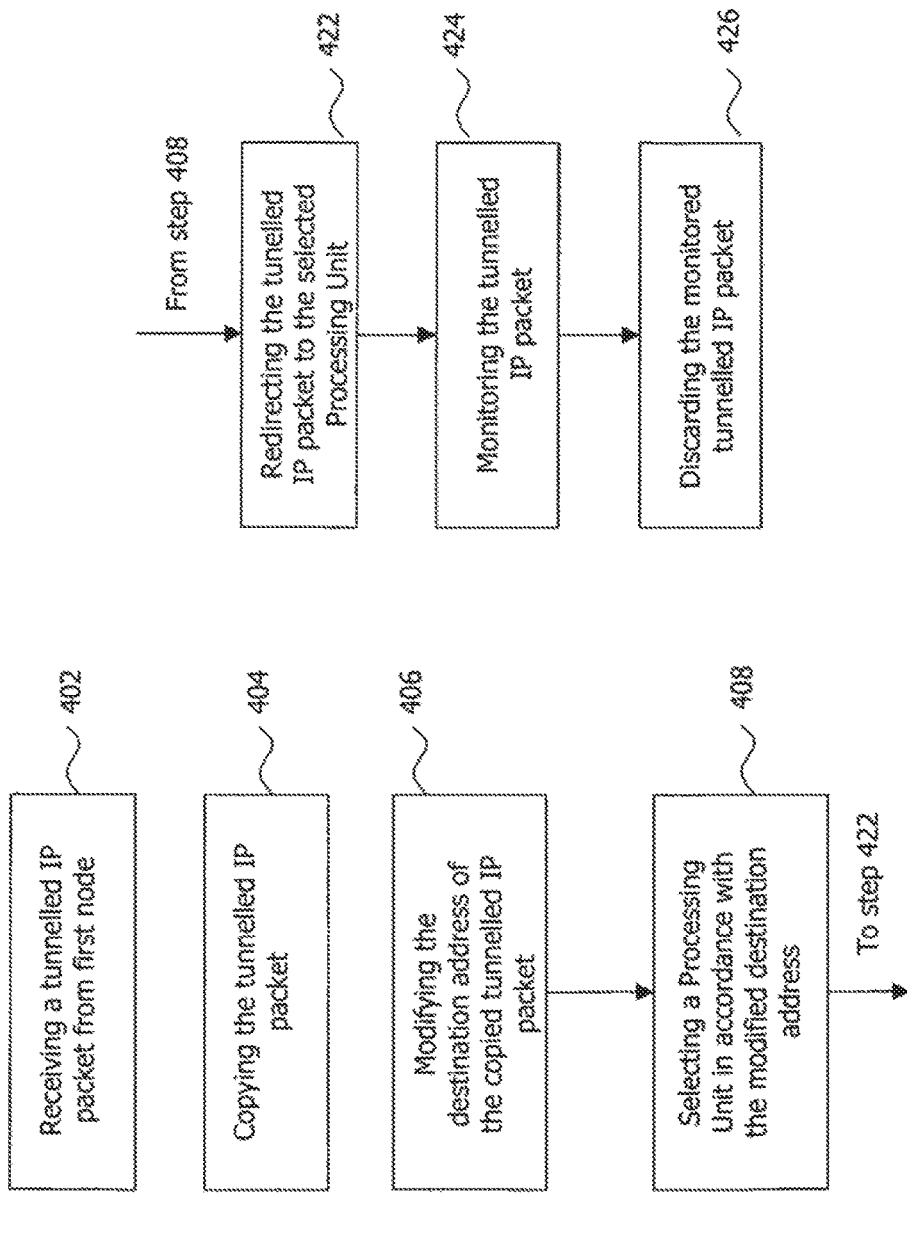 Receiving a tunnelled IP
packet from first node
402
Copying the tunnelled IP
packet
404
Modifying the
destination address of
the copied tunnelled IP
packet
406
Selecting a Processing
Unit in accordance with
the modified destination
address
408
To step 422
From step 408
Redirecting the tunelled
IP packet to the selected
Processing Unit
422
Monitoring the tunnelled
IP packet
424
Discarding the monitored
tunnelled IP packet
426